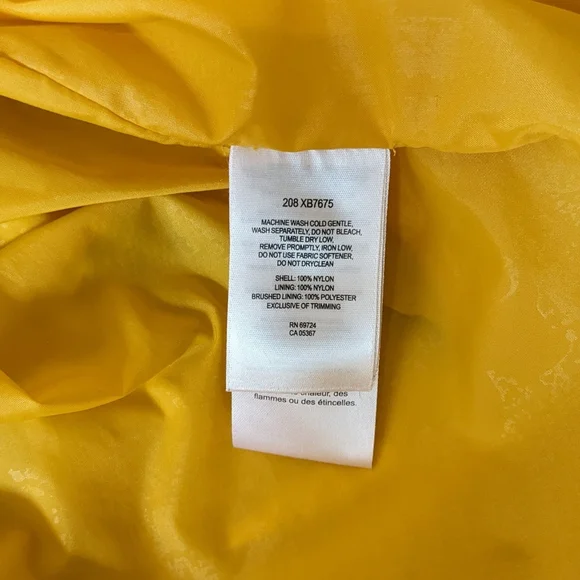 208 XB7675
MACHINE WASH COLD GENTLE,
WASH SEPARATELY, DO NOT BLEACH,
TUMBLE DRY LOW,
REMOVE PROMPTLY, IRON LOW,
DO NOT USE FABRIC SOFTENER,
DO NOT DRYCLEAN
SHELL: 100% NYLON
LINING: 100% NYLON
BRUSHED LINING: 100% POLYESTER
EXCLUSIVE OF TRIMMING
RN 69724
CA 05367
chaleur, des
flammes ou des étincelles.